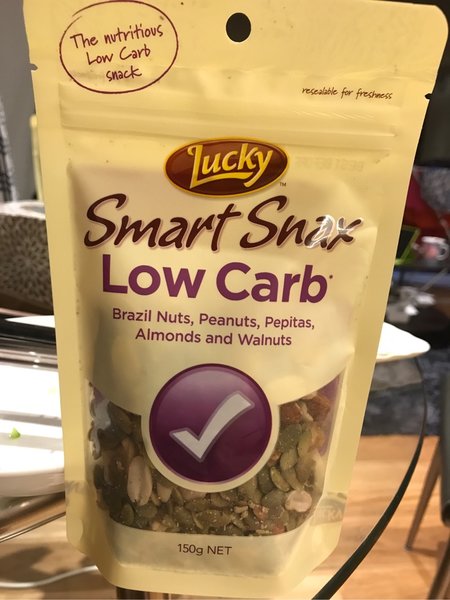 The nutritious
Low Carb
snack
resealable for freshness
Lucky™
Smart Snax
Low Carb*
Brazil Nuts, Peanuts, Pepitas,
Almonds and Walnuts
150g NET